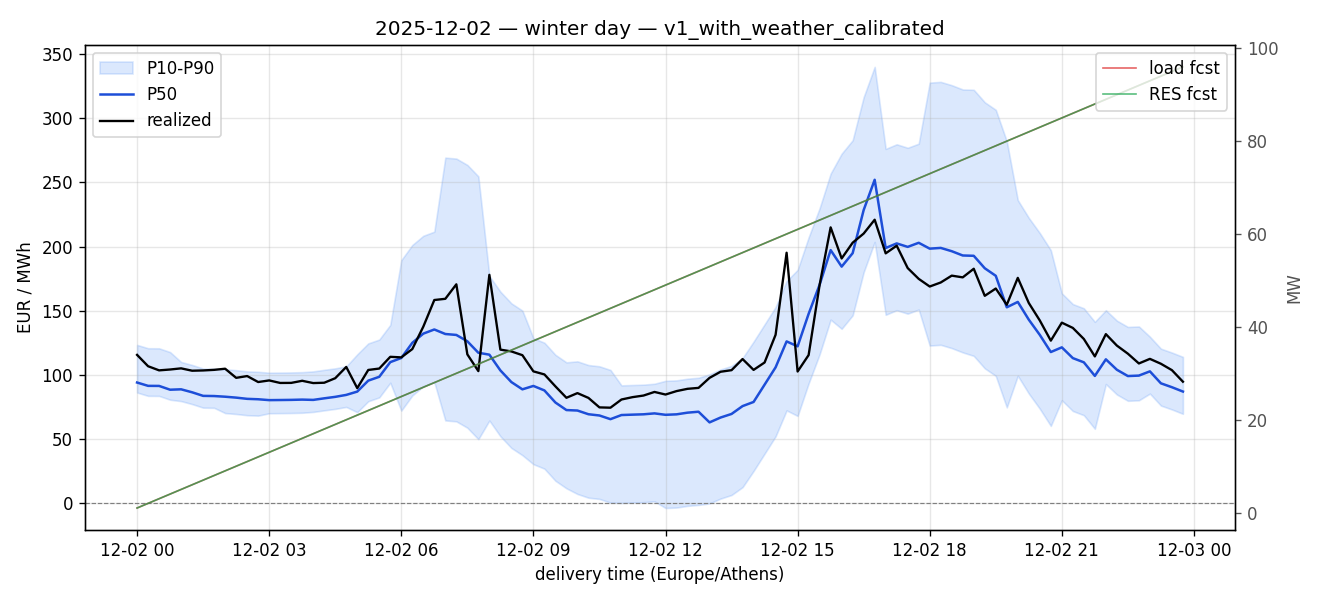 2025-12-02 — winter day — v1_with_weather_calibrated
350
300
250
200
150
100
50
0
EUR / MWh
P10-P90
P50
realized
load fcst
RES fcst
100
80
60
40
20
0
MW
12-02 00
12-02 03
12-02 06
12-02 09
12-02 12
12-02 15
12-02 18
12-02 21
12-03 00
delivery time (Europe/Athens)